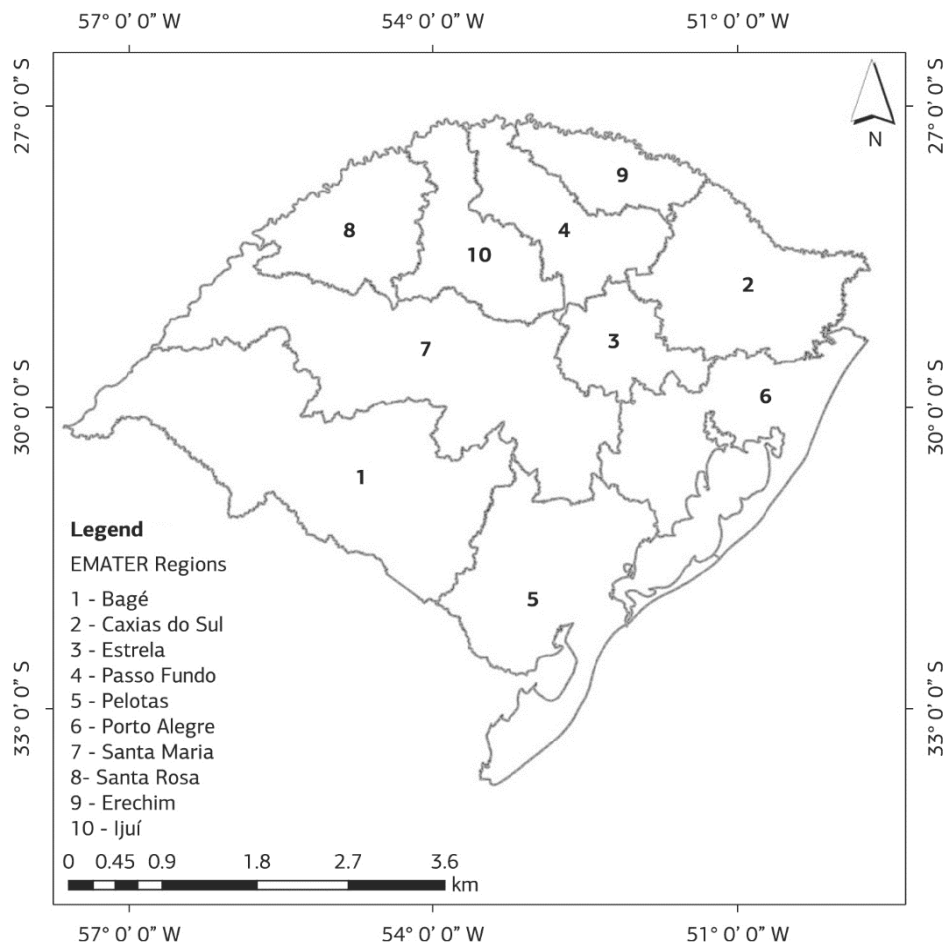 57° 0' 0" W 54° 0' 0" W 51° 0' 0" W
27° 0' 0" S 27° 0' 0" S
N
9
8
4
10
2
3
7
6
30° 0' 0" S 30° 0' 0" S
1
5
Legend
EMATER Regions
1 - Bagé
2 - Caxias do Sul
3 - Estrela
4 - Passo Fundo
5 - Pelotas
6 - Porto Alegre
7 - Santa Maria
8- Santa Rosa
9 - Erechim
10 - Ijuí
33° 0' 0" S 33° 0' 0" S
0 0.45 0.9 1.8 2.7 3.6
km
57° 0' 0" W 54° 0' 0" W 51° 0' 0" W